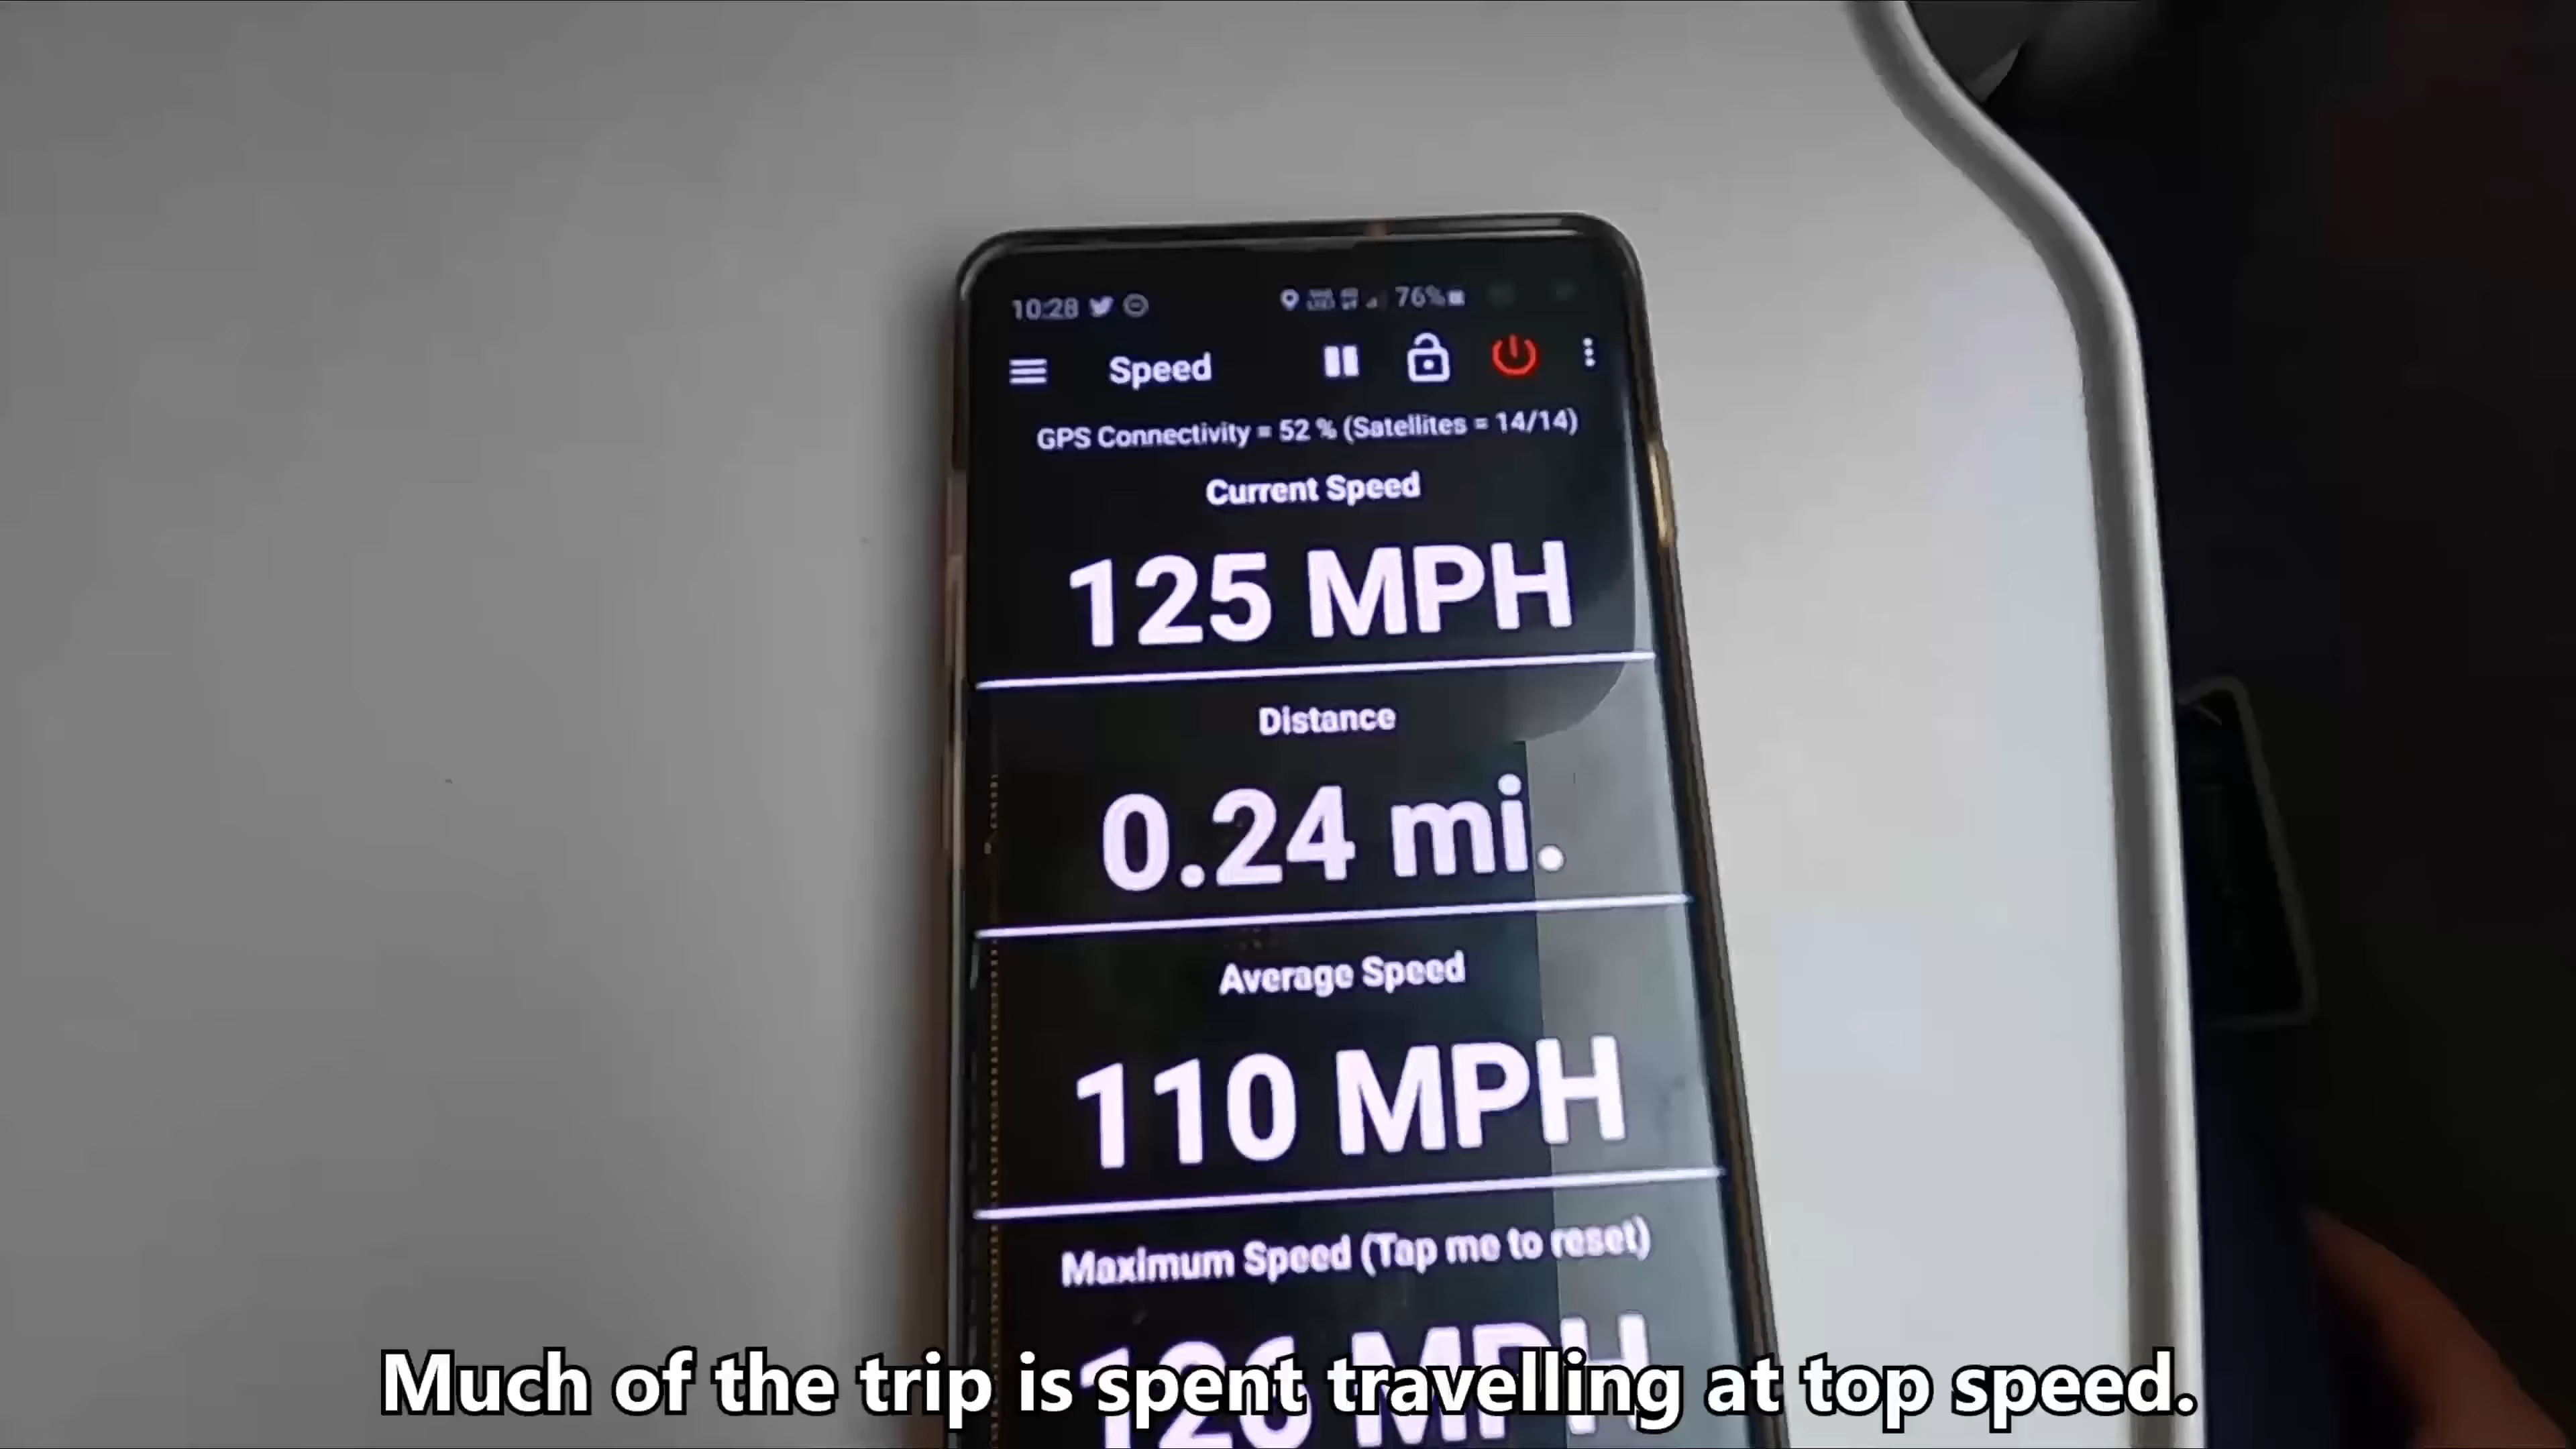 10:28 76%
Speed
GPS Connectivity = 52 % (Satellites = 14/14)
Current Speed
125 MPH
Distance
0.24 mi.
Average Speed
110 MPH
Maximum Speed (Tap me to reset)
126 MPH
Much of the trip is spent travelling at top speed.